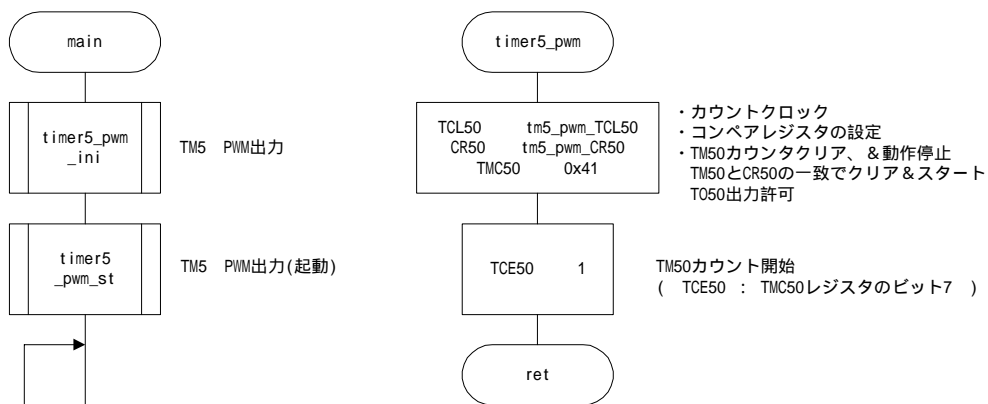 main
timer5_pwm
_ini
TM5 PWM出力
timer5
_pwm_st
TM5 PWM出力(起動)
timer5_pwm
TCL50 tm5_pwm_TCL50
CR50 tm5_pwm_CR50
TMC50 0x41
・カウントクロック
・コンペアレジスタの設定
・TM50カウンタクリア、&動作停止
TM50とCR50の一致でクリア&スタート
TO50出力許可
TCE50 1
TM50カウント開始
( TCE50 : TMC50レジスタのビット7 )
ret